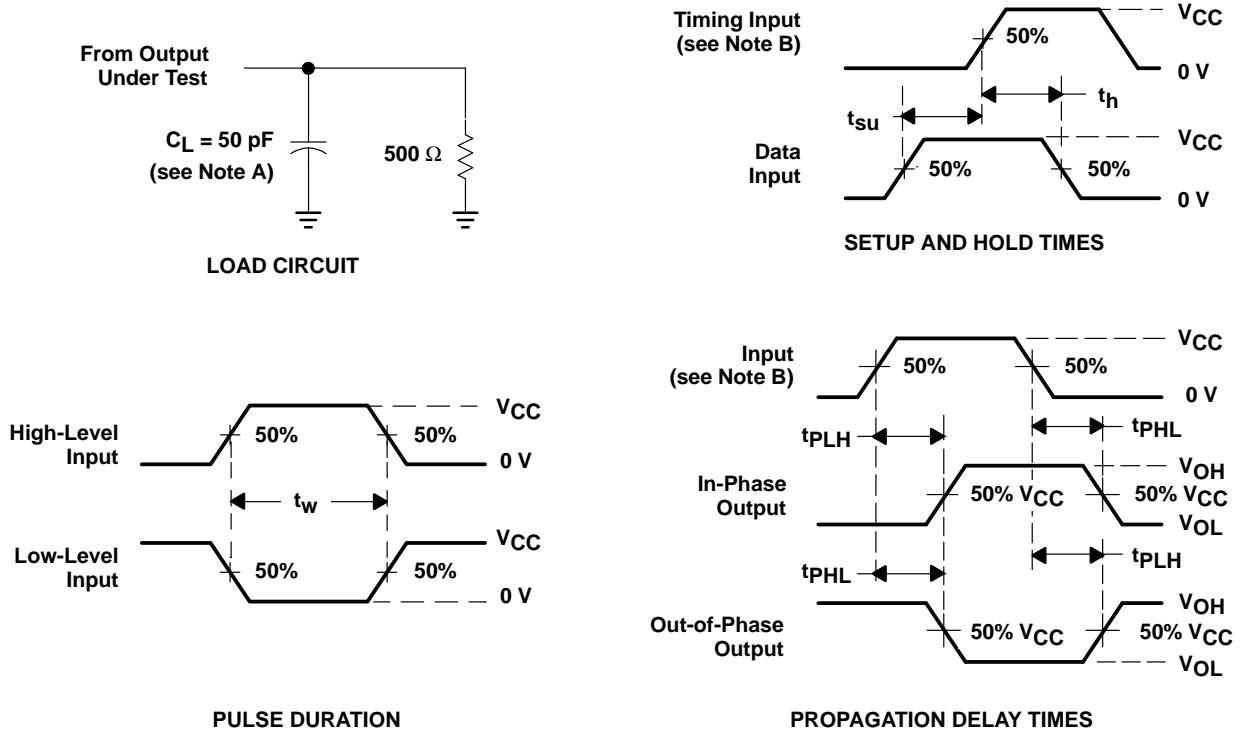 From Output
Under Test
CL = 50 pF
(see Note A)
500 Ω
LOAD CIRCUIT
Timing Input
(see Note B)
50%
VCC
0 V
th
tsu
Data
Input
50%
50%
VCC
0 V
SETUP AND HOLD TIMES
High-Level
Input
50%
50%
VCC
0 V
tw
Low-Level
Input
50%
50%
VCC
0 V
PULSE DURATION
Input
(see Note B)
50%
50%
VCC
0 V
tPLH
tPHL
In-Phase
Output
50% VCC
VOH
50% VCC
VOL
tPHL
tPLH
Out-of-Phase
Output
50% VCC
VOH
50% VCC
VOL
PROPAGATION DELAY TIMES